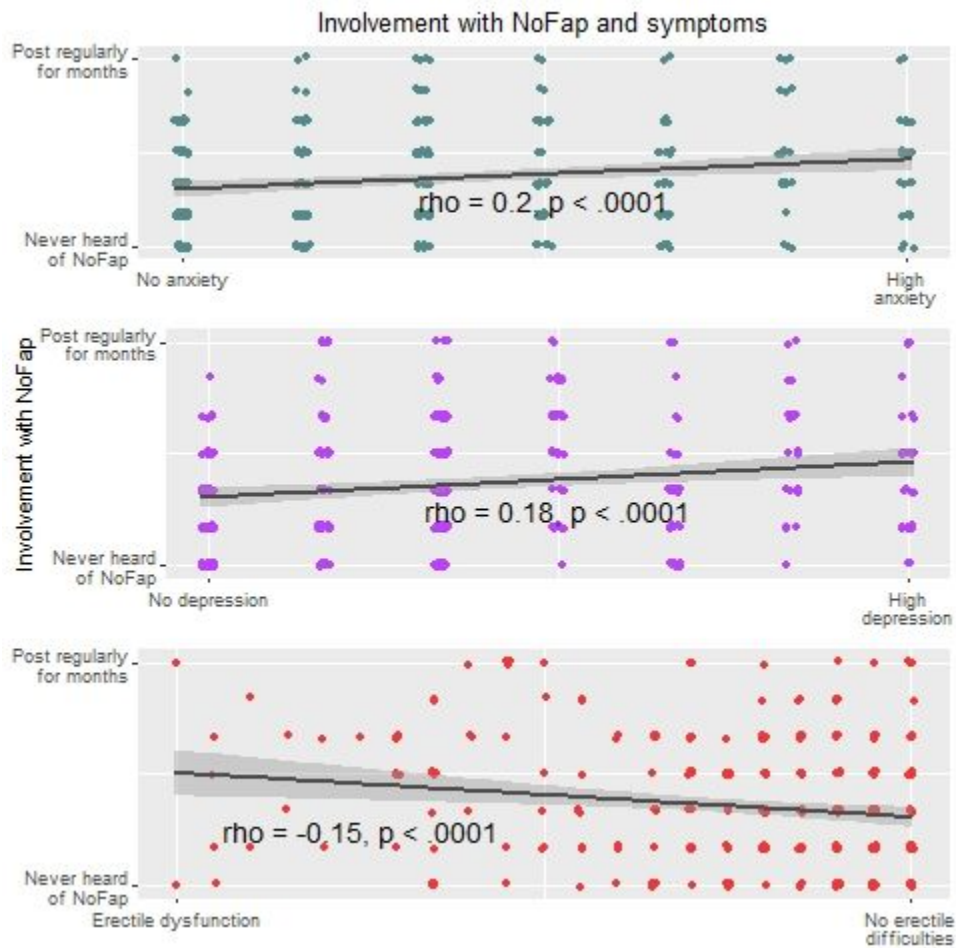 Involvement with NoFap and symptoms
Post regularly
for months
rho = 0.2, p < .0001
Never heard
of NoFap
No anxiety
High
anxiety
Involvement with NoFap
Post regularly
for months
rho = 0.18, p < .0001
Never heard
of NoFap
No depression
High
depression
Post regularly
for months
rho = -0.15, p < .0001
Never heard
of NoFap
Erectile dysfunction
No erectile
difficulties